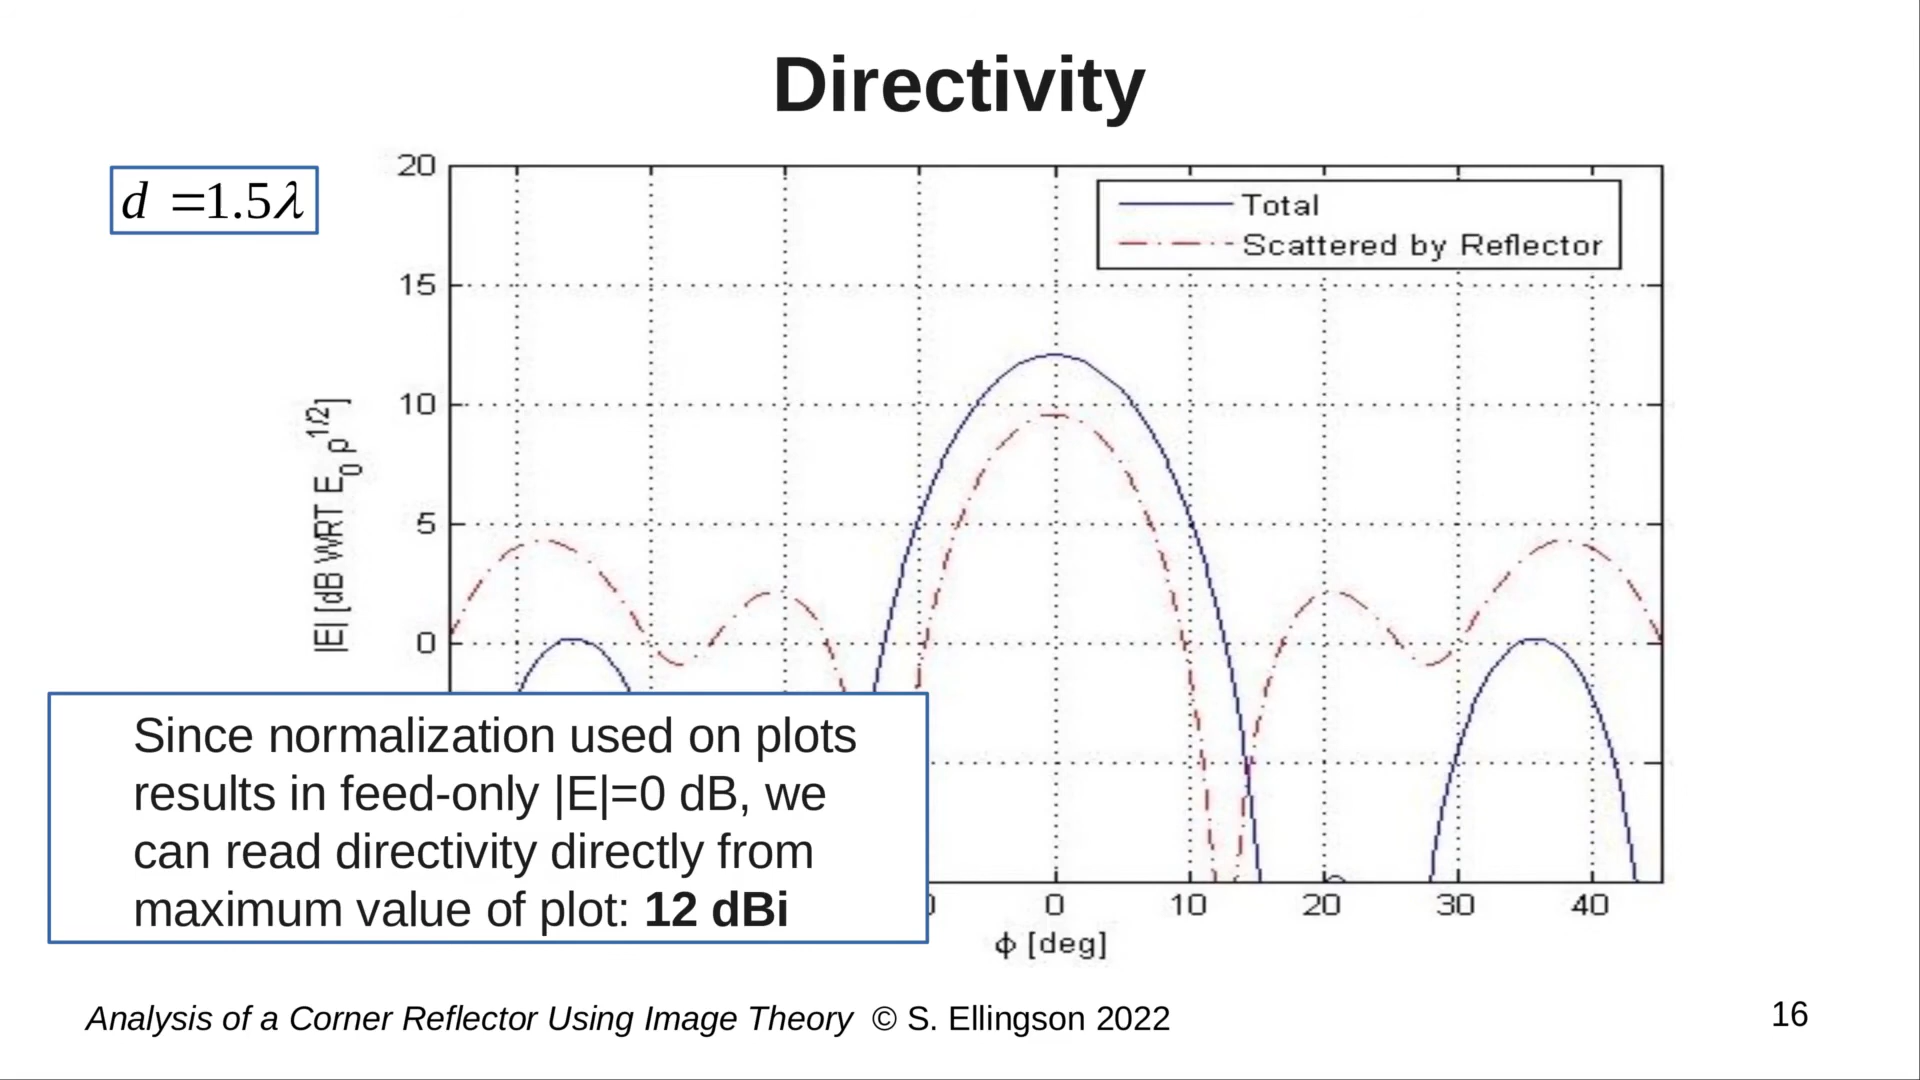 Directivity
d =1.5λ
20
15
10
5
0
|E| [dB WRT E0 ρ1/2]
Total
Scattered by Reflector
Since normalization used on plots
results in feed-only |E|=0 dB, we
can read directivity directly from
maximum value of plot: 12 dBi
0 10 20 30 40
ϕ [deg]
Analysis of a Corner Reflector Using Image Theory © S. Ellingson 2022
16